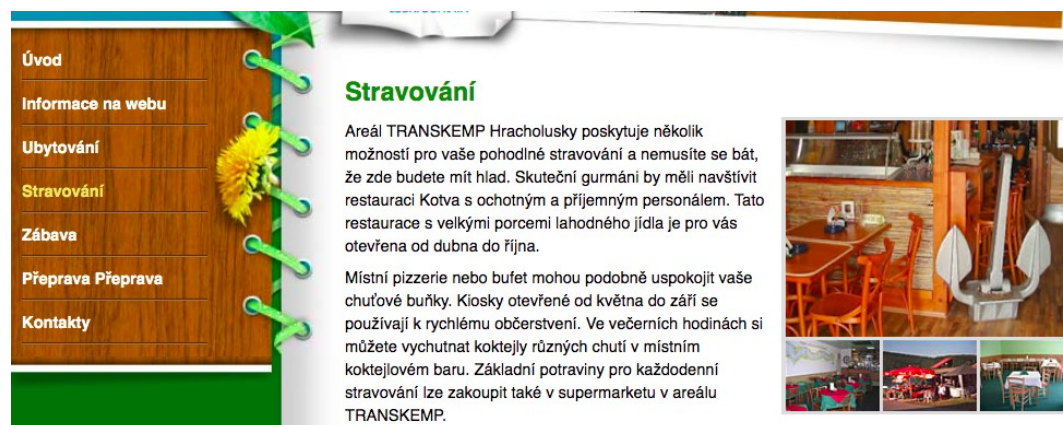 Úvod
Informace na webu
Ubytování
Stravování
Zábava
Přeprava Přeprava
Kontakty
Stravování
Areál TRANSKEMP Hracholusky poskytuje několik
možností pro vaše pohodlné stravování a nemusíte se bát,
že zde budete mít hlad. Skuteční gurmáni by měli navštívit
restauraci Kotva s ochotným a příjemným personálem. Tato
restaurace s velkými porcemi lahodného jídla je pro vás
otevřena od dubna do října.
Místní pizzerie nebo bufet mohou podobně uspokojit vaše
chuťové buňky. Kiosky otevřené od května do září se
používají k rychlému občerstvení. Ve večerních hodinách si
můžete vychutnat koktejly různých chutí v místním
koktejlovém baru. Základní potraviny pro každodenní
stravování lze zakoupit také v supermarketu v areálu
TRANSKEMP.